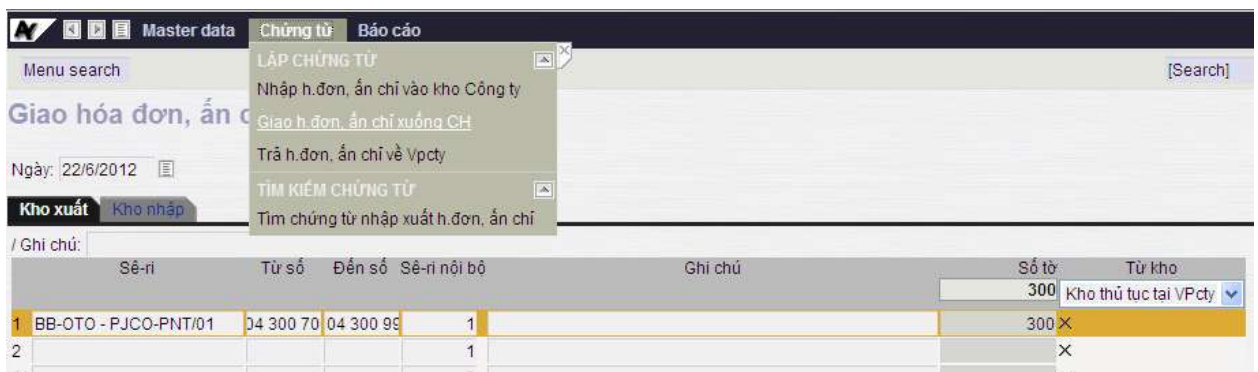 Master data Chứng từ Báo cáo
LẬP CHỨNG TỪ
Menu search [Search]
Nhập h.đơn, ấn chỉ vào kho Công ty
Giao hóa đơn, ấn
Giao h.đơn, ấn chỉ xuống CH
Trả h.đơn, ấn chỉ về Vpcty
Ngày: 22/6/2012
TÌM KIẾM CHỨNG TỪ
Kho xuất Kho nhập
Tìm chứng từ nhập xuất h.đơn, ấn chỉ
/ Ghi chú:
Sê-ri Từ số Đến số Sê-ri nội bộ Ghi chú Số tờ Từ kho
300 Kho thủ tục tại VPcty
1 BB-OTO - PJCO-PNT/01 04 300 70 04 300 99 1 300 X
2 1 X